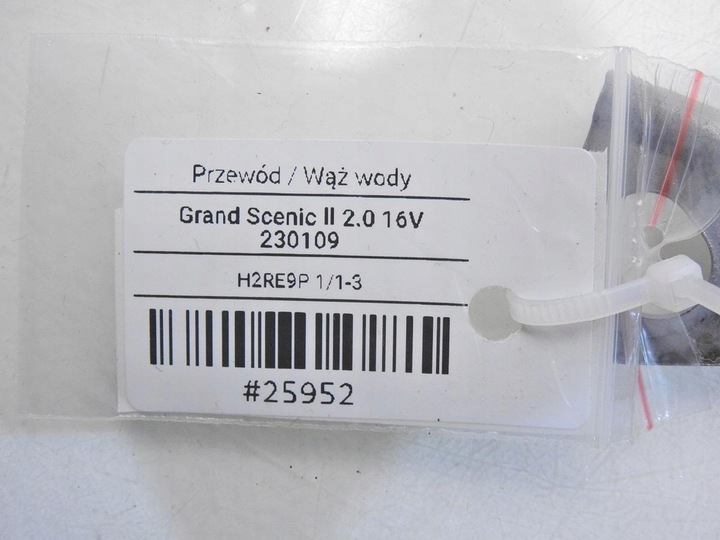 Przewód / Wąż wody
Grand Scenic II 2.0 16V
230109
H2RE9P 1/1-3
#25952